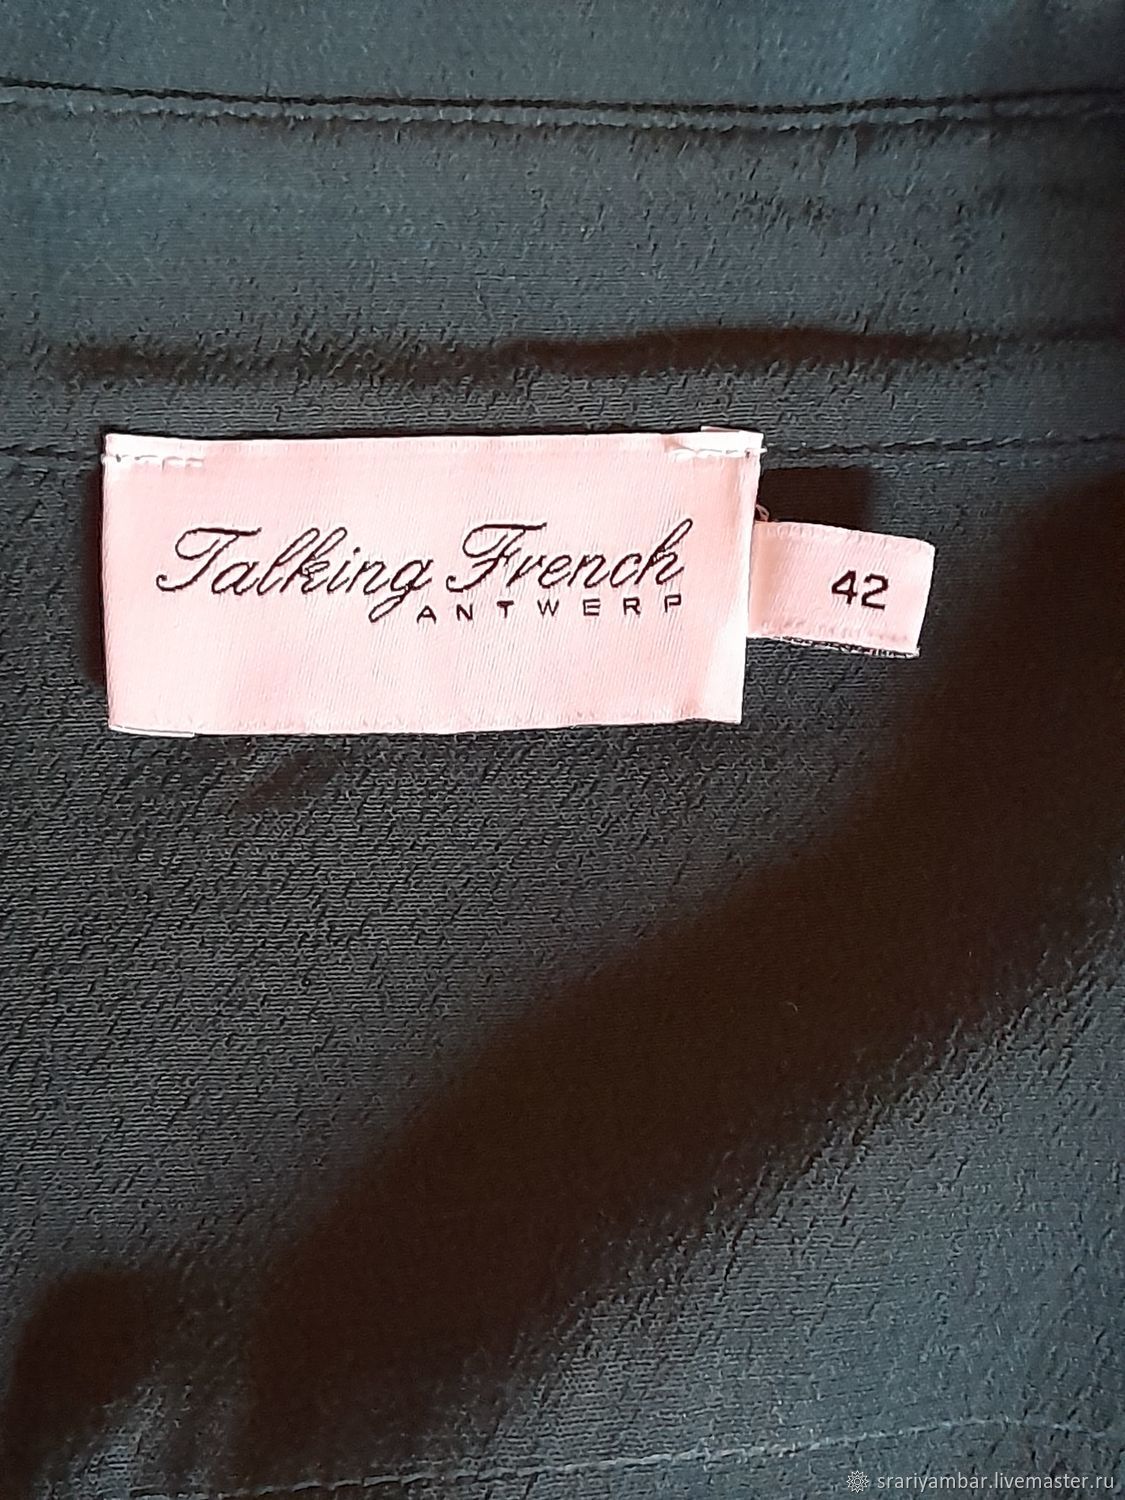 Talking French
ANTWERP
42
srariyambar.livemaster.ru